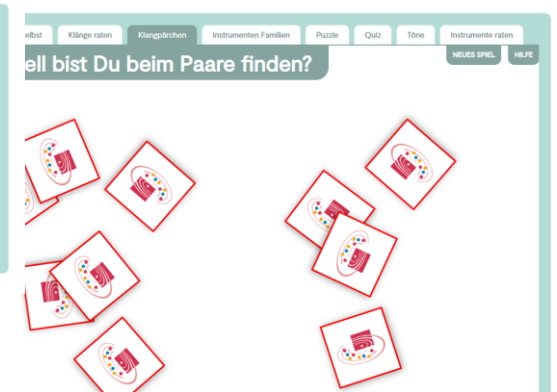 elbst Klänge raten Klangpärchen Instrumenten Familien Puzzle Quiz Töne Instrumente raten
ell bist Du beim Paare finden?
NEUES SPIEL HILFE